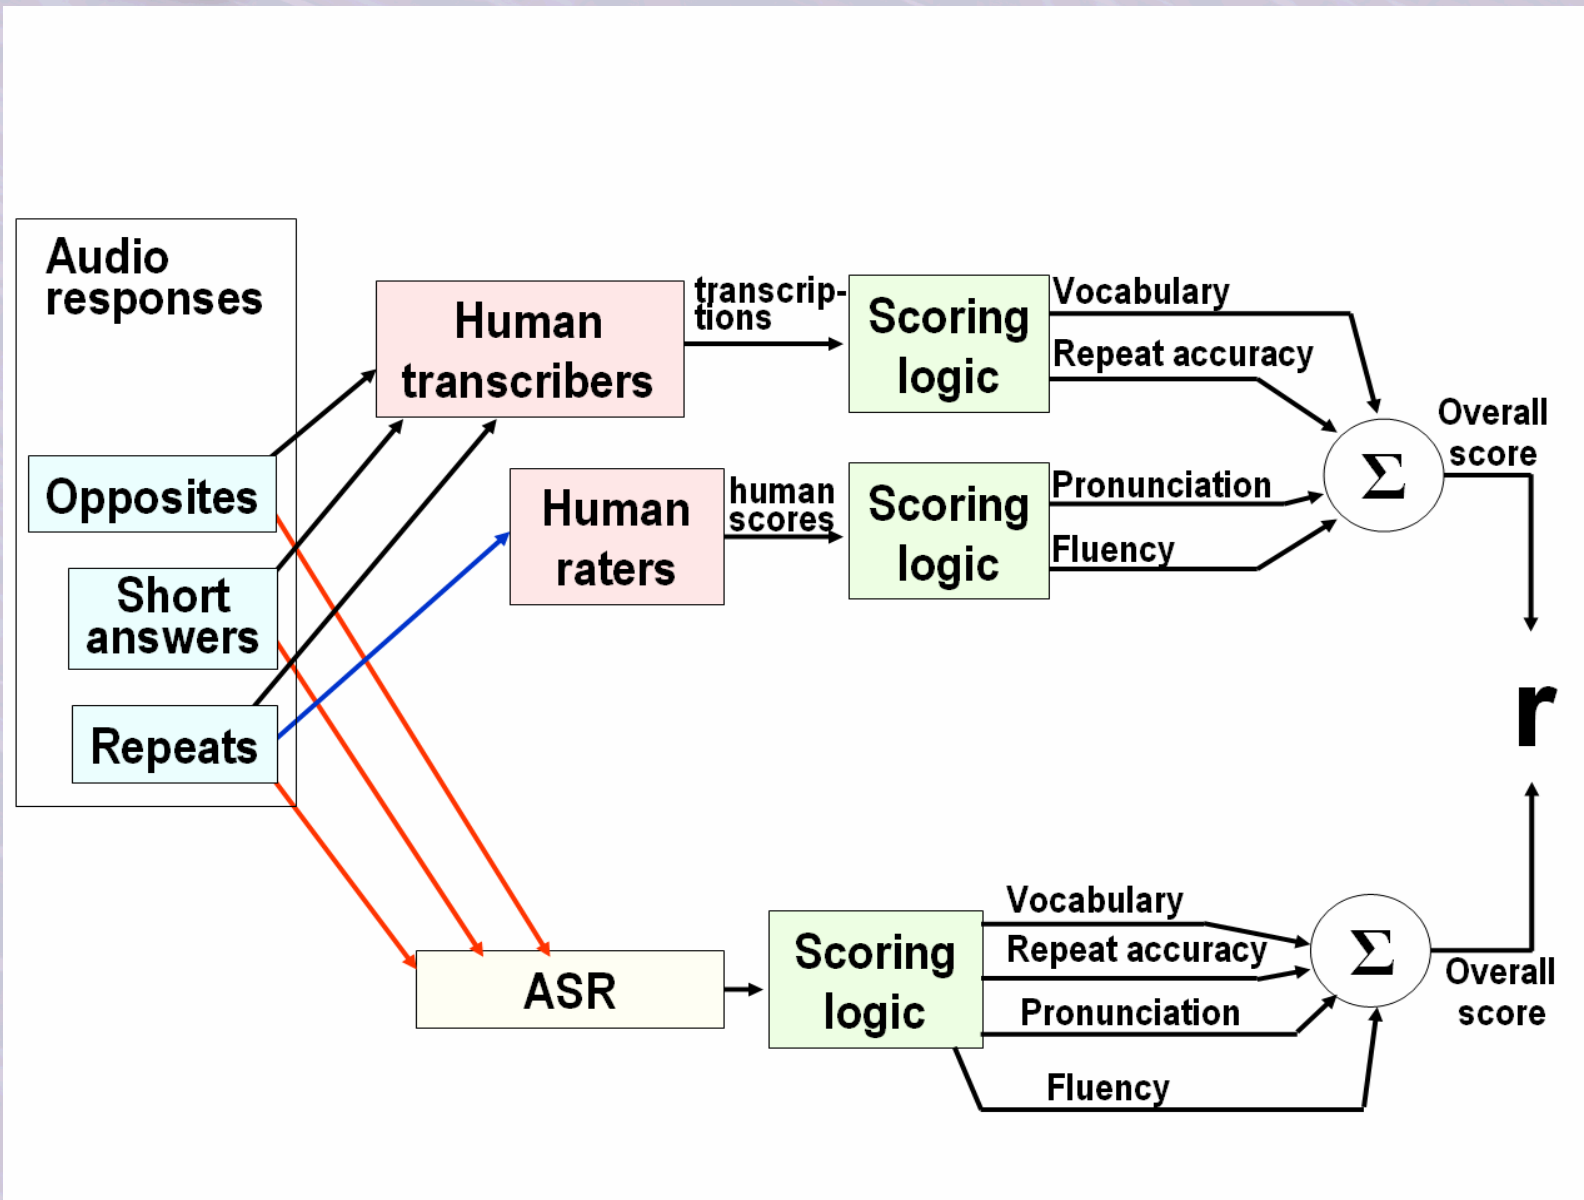 Audio
responses
Opposites
Short
answers
Repeats
Human
transcribers
transcrip-
tions
Scoring
logic
Vocabulary
Repeat accuracy
Human
raters
human
scores
Scoring
logic
Pronunciation
Fluency
Σ
Overall
score
r
ASR
Scoring
logic
Vocabulary
Repeat accuracy
Pronunciation
Fluency
Σ
Overall
score